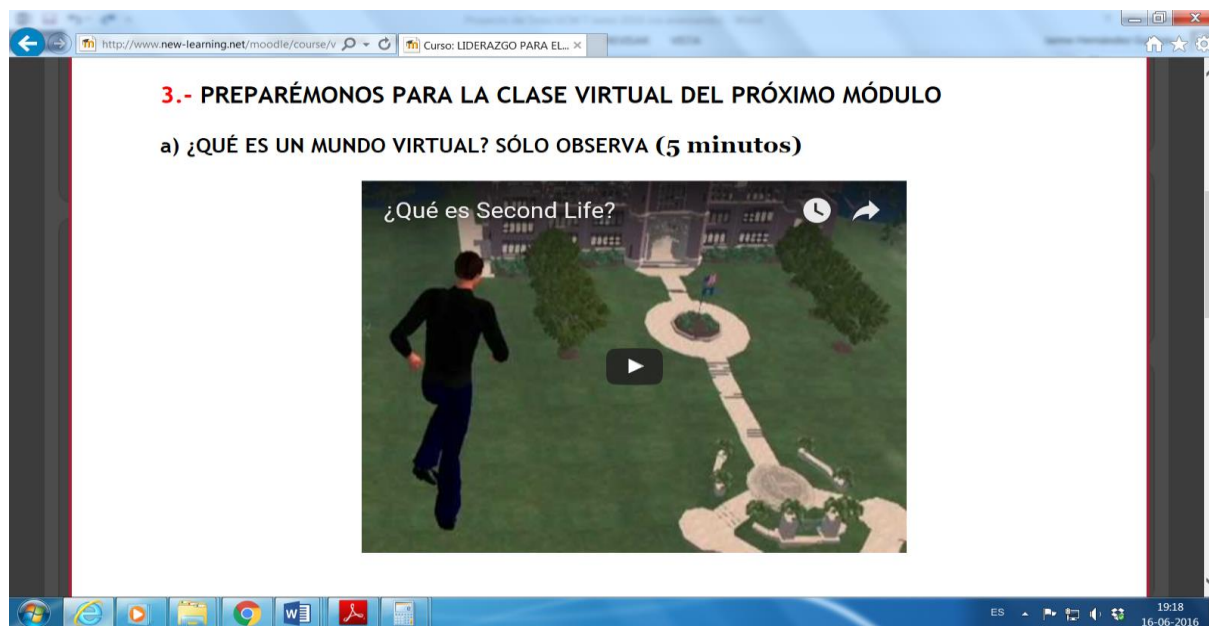 http://www.new-learning.net/moodle/course/v
Curso: LIDERAZGO PARA EL...
3.- PREPARÉMONOS PARA LA CLASE VIRTUAL DEL PRÓXIMO MÓDULO
a) ¿QUÉ ES UN MUNDO VIRTUAL? SÓLO OBSERVA (5 minutos)
¿Qué es Second Life?
ES
19:18
16-06-2016